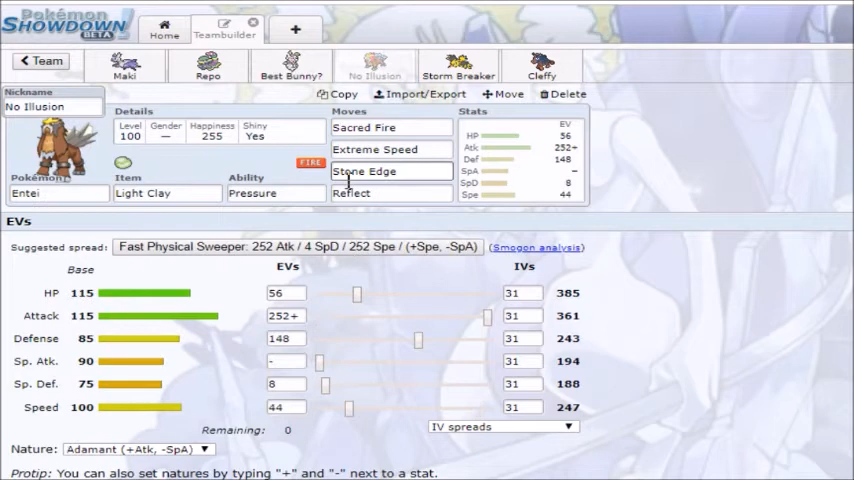 Pokémon
SHOWDOWN!
BETA
Home
Teambuilder
+
< Team
Maki
Repo
Best Bunny?
No Illusion
Storm Breaker
Cleffy
Copy
Import/Export
Move
Delete
Nickname
No Illusion
Details
Level Gender Happiness Shiny
100 — 255 Yes
FIRE
Pokémon
Entei
Item
Light Clay
Ability
Pressure
Moves
Sacred Fire
Extreme Speed
Stone Edge
Reflect
Stats
EV
HP 56
Atk 252+
Def 148
SpA –
SpD 8
Spe 44
EVs
Suggested spread: Fast Physical Sweeper: 252 Atk / 4 SpD / 252 Spe / (+Spe, -SpA) (Smogon analysis)
Base EVs IVs
HP 115 56 31 385
Attack 115 252+ 31 361
Defense 85 148 31 243
Sp. Atk. 90 - 31 194
Sp. Def. 75 8 31 188
Speed 100 44 31 247
Remaining: 0 IV spreads
Nature: Adamant (+Atk, -SpA)
Protip: You can also set natures by typing "+" and "-" next to a stat.